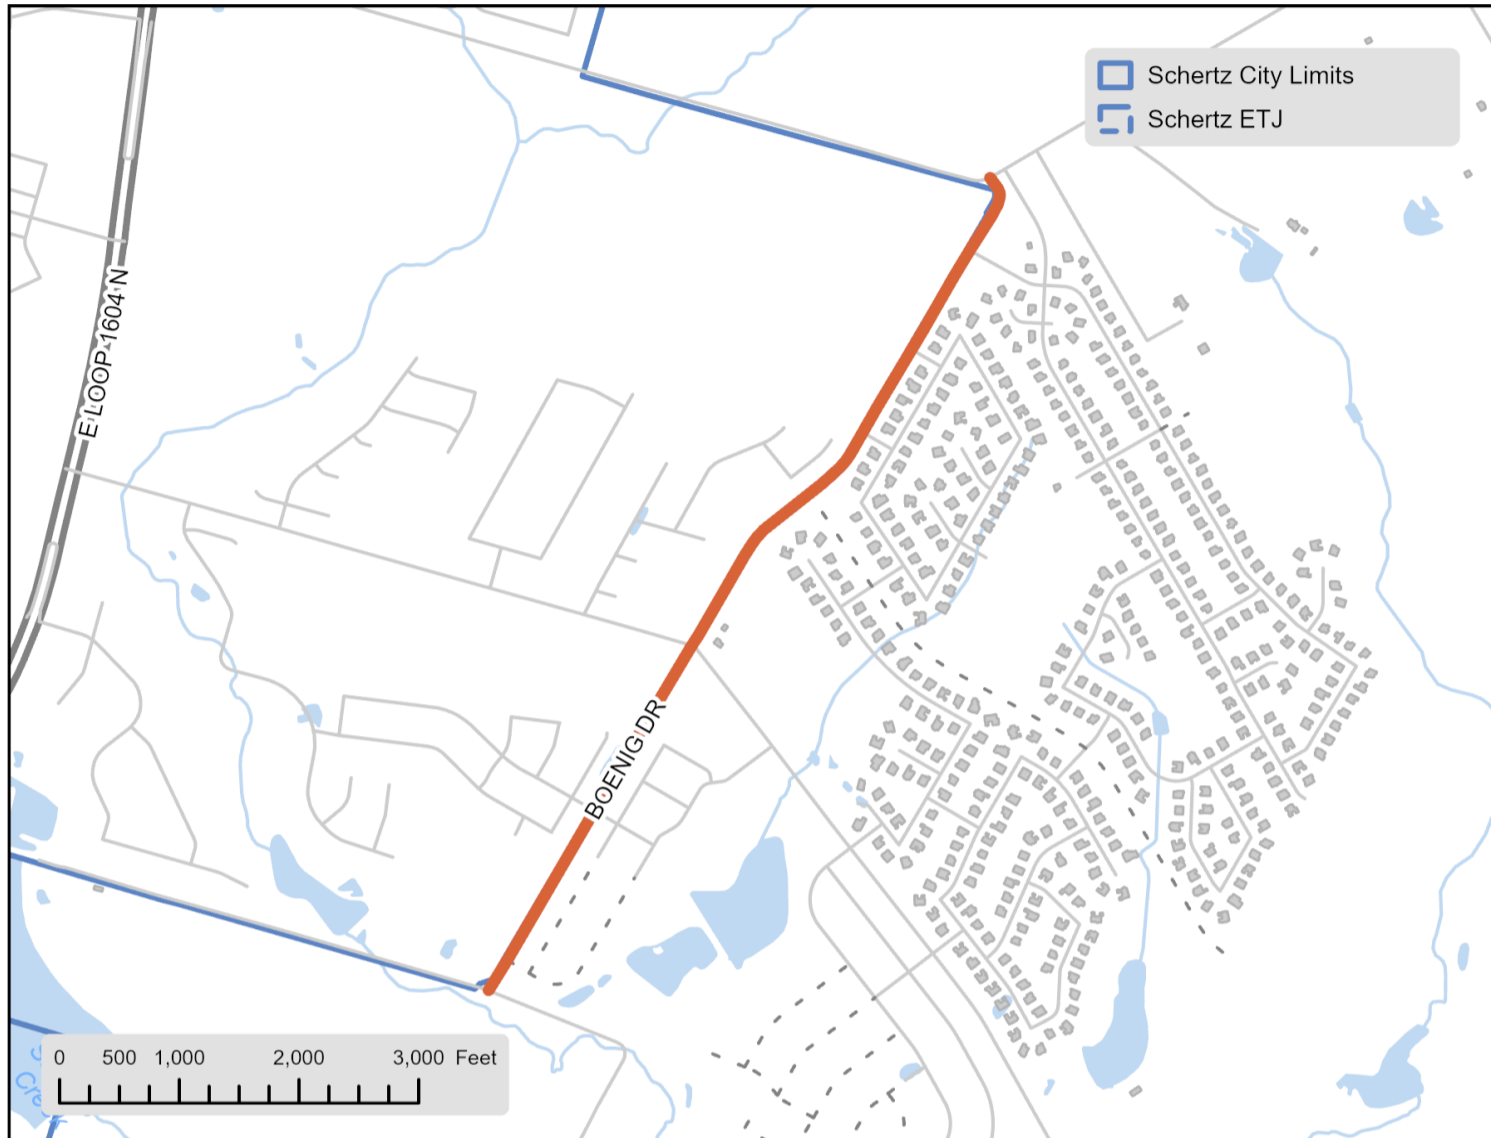 Schertz City Limits
Schertz ETJ
E LOOP 1604 N
BOENIG DR
0 500 1,000 2,000 3,000 Feet